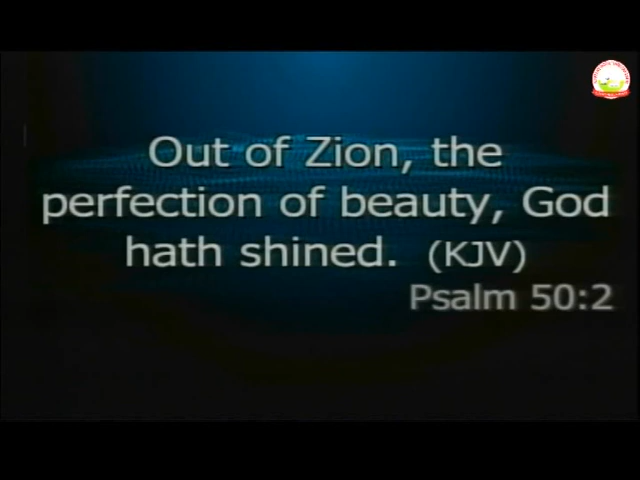 Out of Zion, the
perfection of beauty, God
hath shined. (KJV)
Psalm 50:2